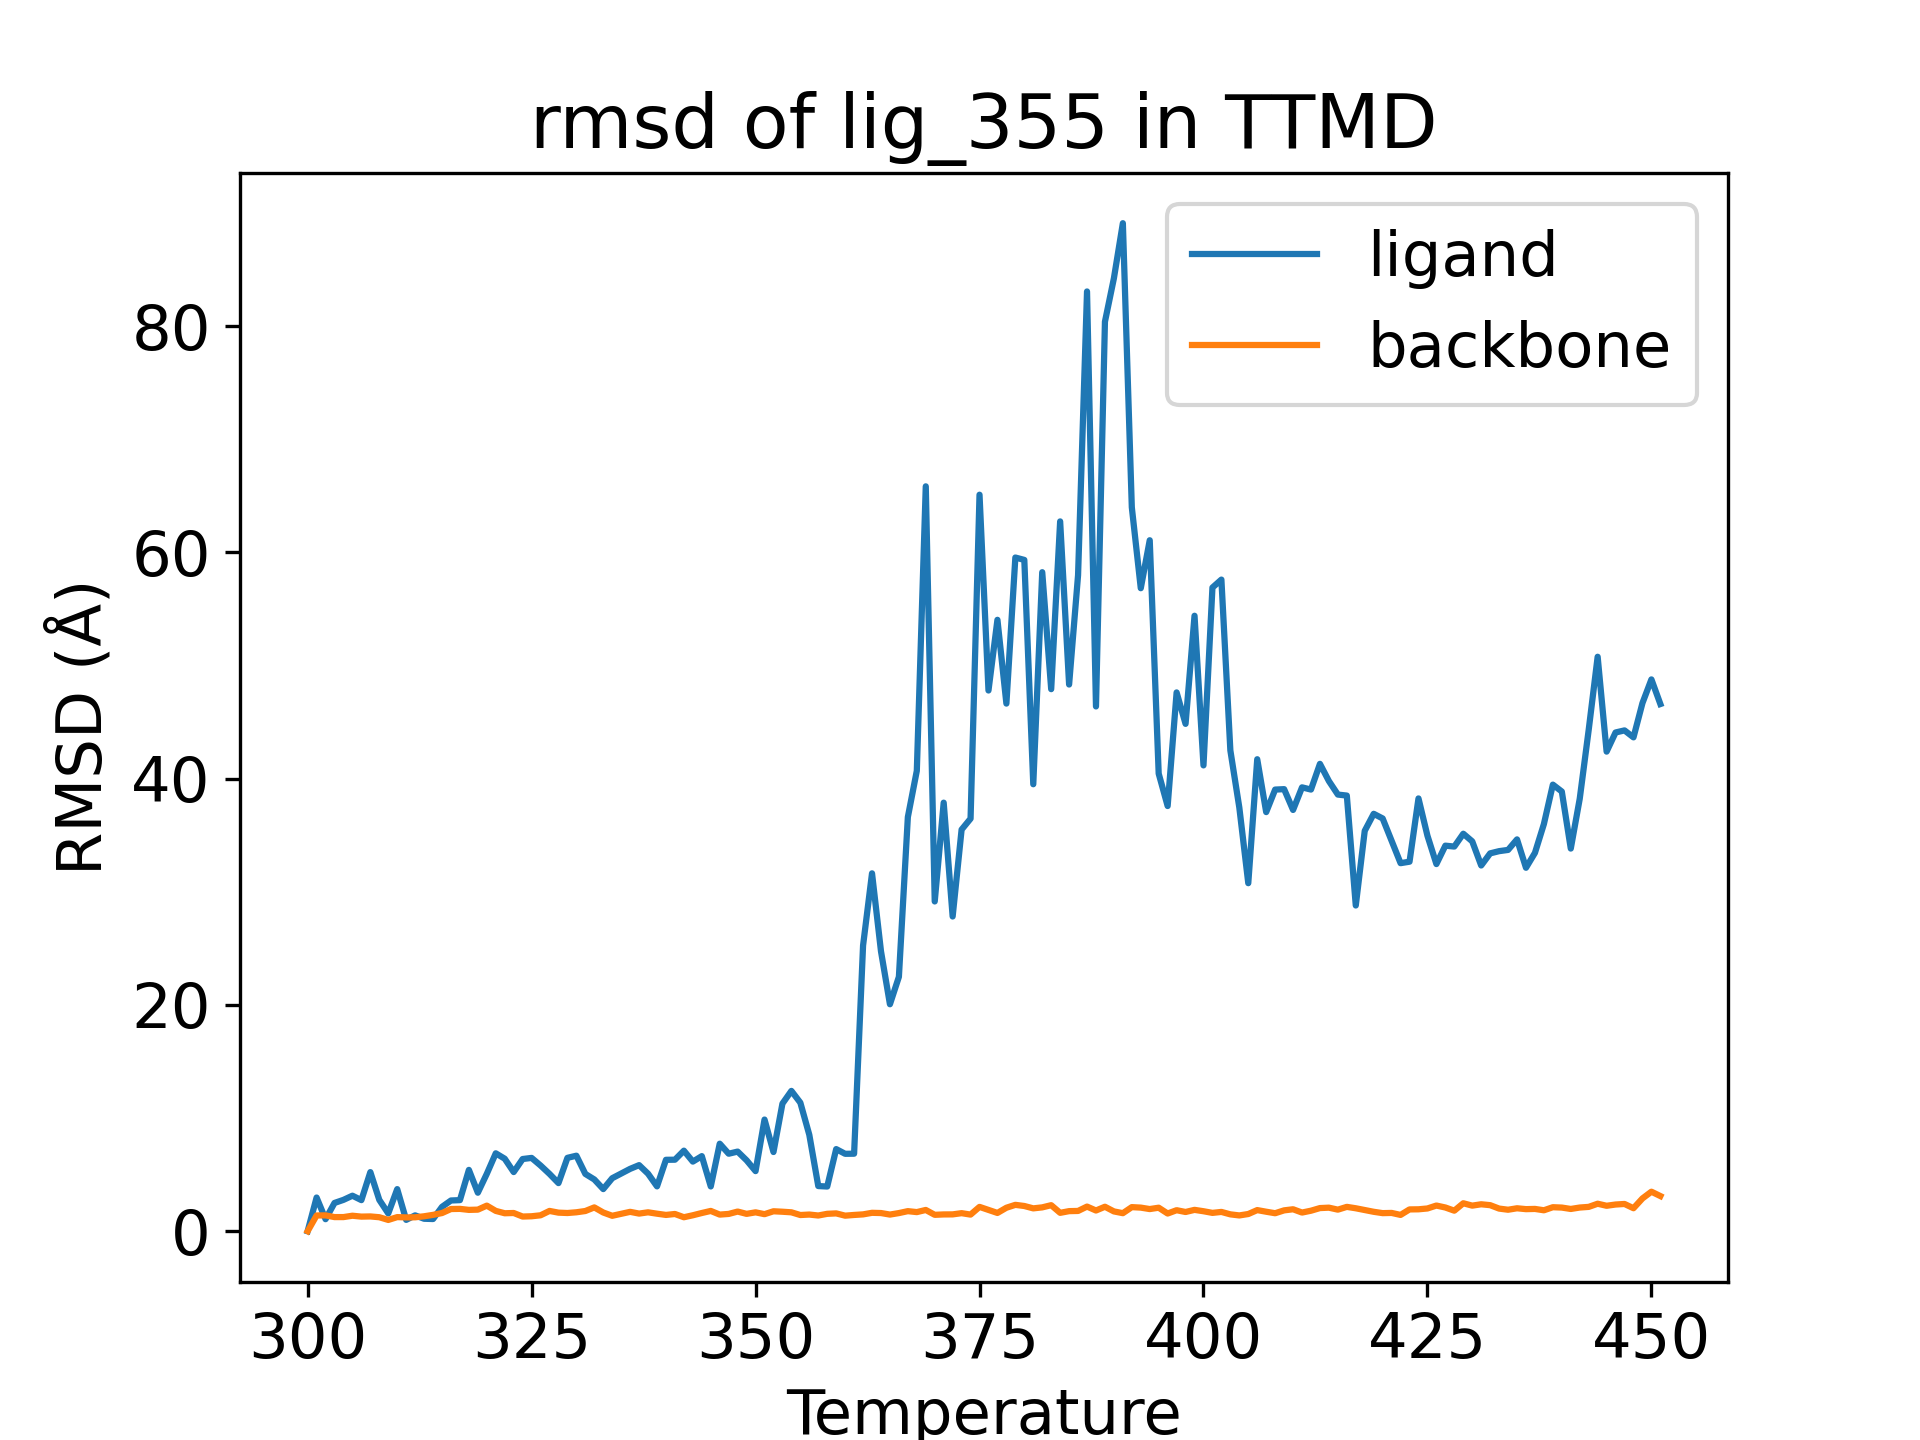 rmsd of lig_355 in TTMD
ligand
backbone
RMSD (Å)
80
60
40
20
0
300 325 350 375 400 425 450
Temperature